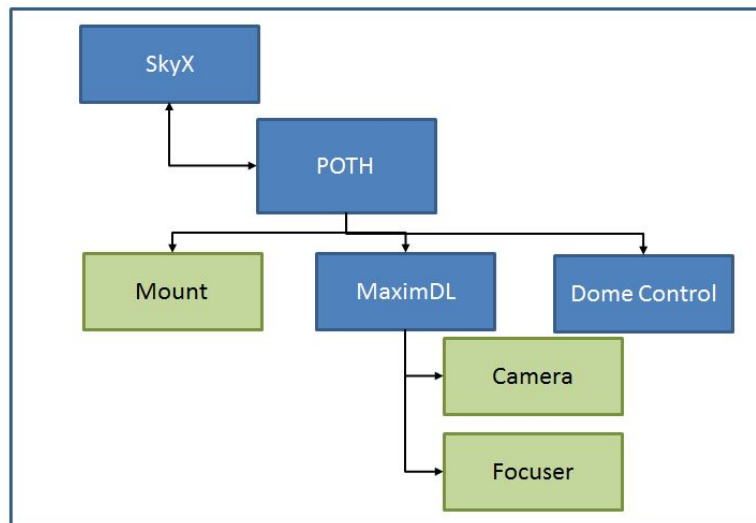 SkyX
POTH
Mount
MaximDL
Dome Control
Camera
Focuser